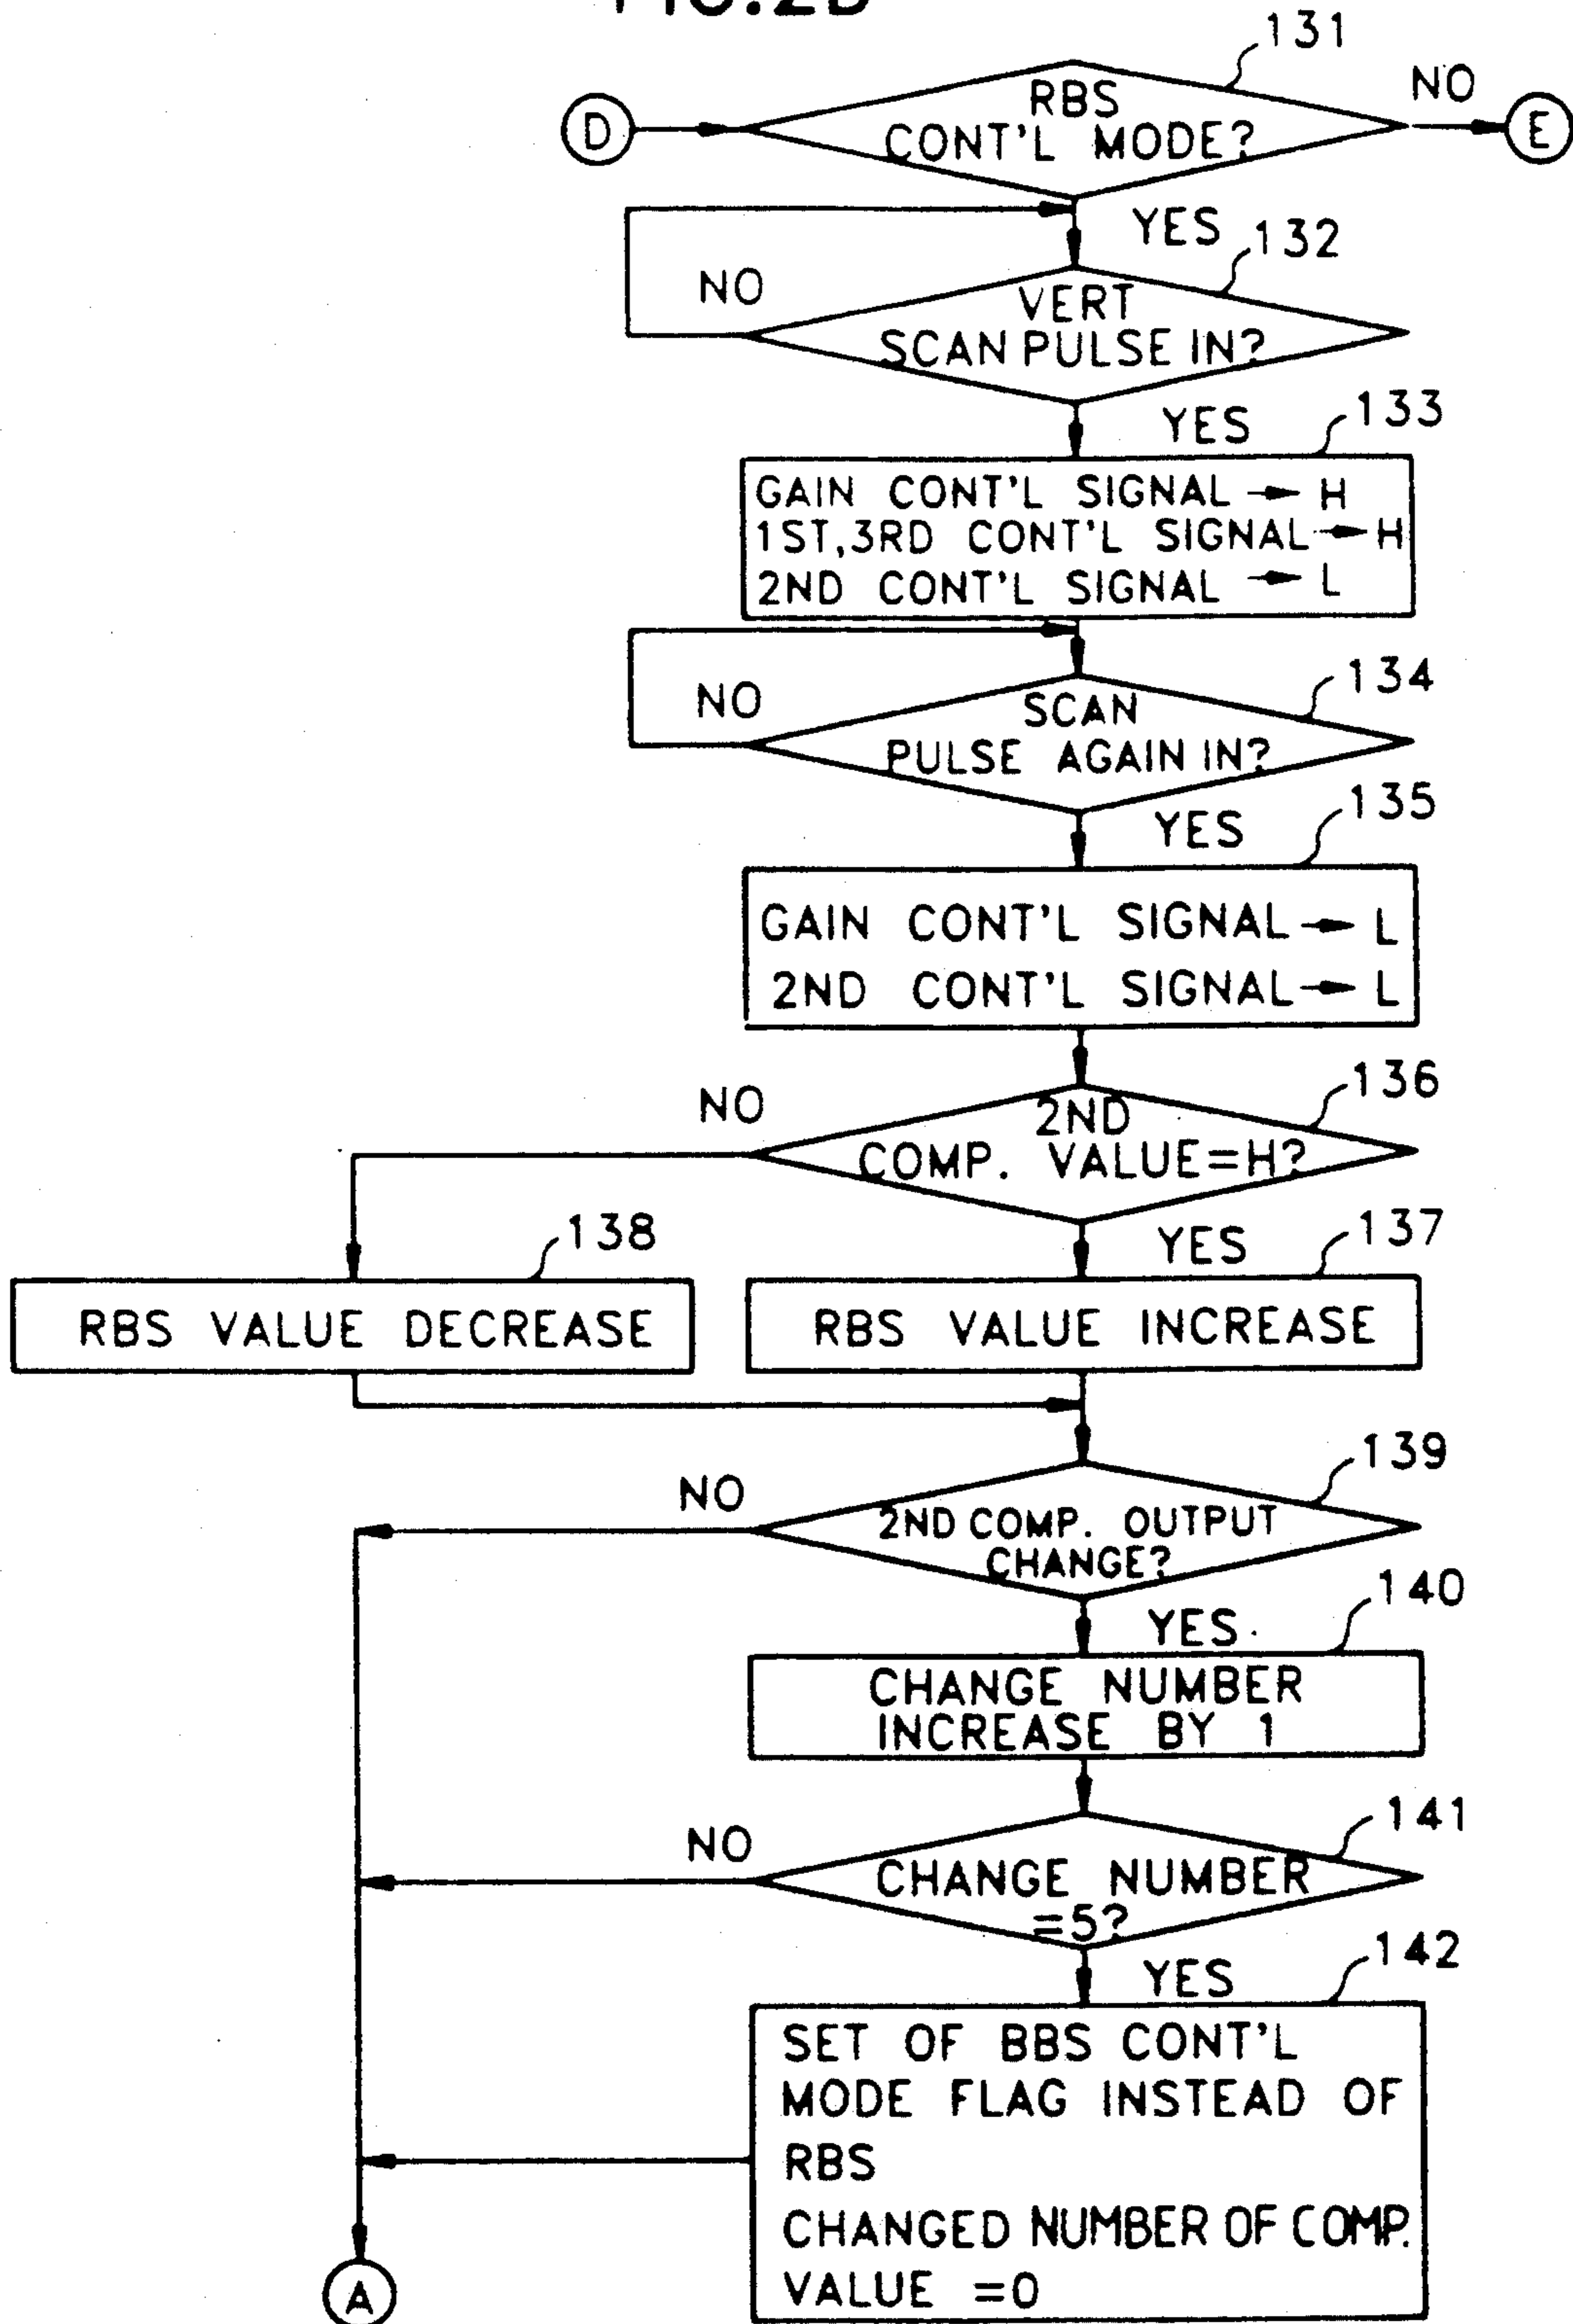 FIG.2D
131
RBS
CONT'L MODE?
NO
D
E
YES
132
NO
VERT
SCAN PULSE IN?
YES
133
GAIN CONT'L SIGNAL → H
1ST,3RD CONT'L SIGNAL → H
2ND CONT'L SIGNAL → L
134
NO
SCAN
PULSE AGAIN IN?
YES
135
GAIN CONT'L SIGNAL → L
2ND CONT'L SIGNAL → L
136
NO
2ND
COMP. VALUE=H?
138
YES
137
RBS VALUE DECREASE
RBS VALUE INCREASE
139
NO
2ND COMP. OUTPUT
CHANGE?
140
YES
CHANGE NUMBER
INCREASE BY 1
141
NO
CHANGE NUMBER
=5?
142
YES
SET OF BBS CONT'L
MODE FLAG INSTEAD OF
RBS
CHANGED NUMBER OF COMP.
VALUE =0
A